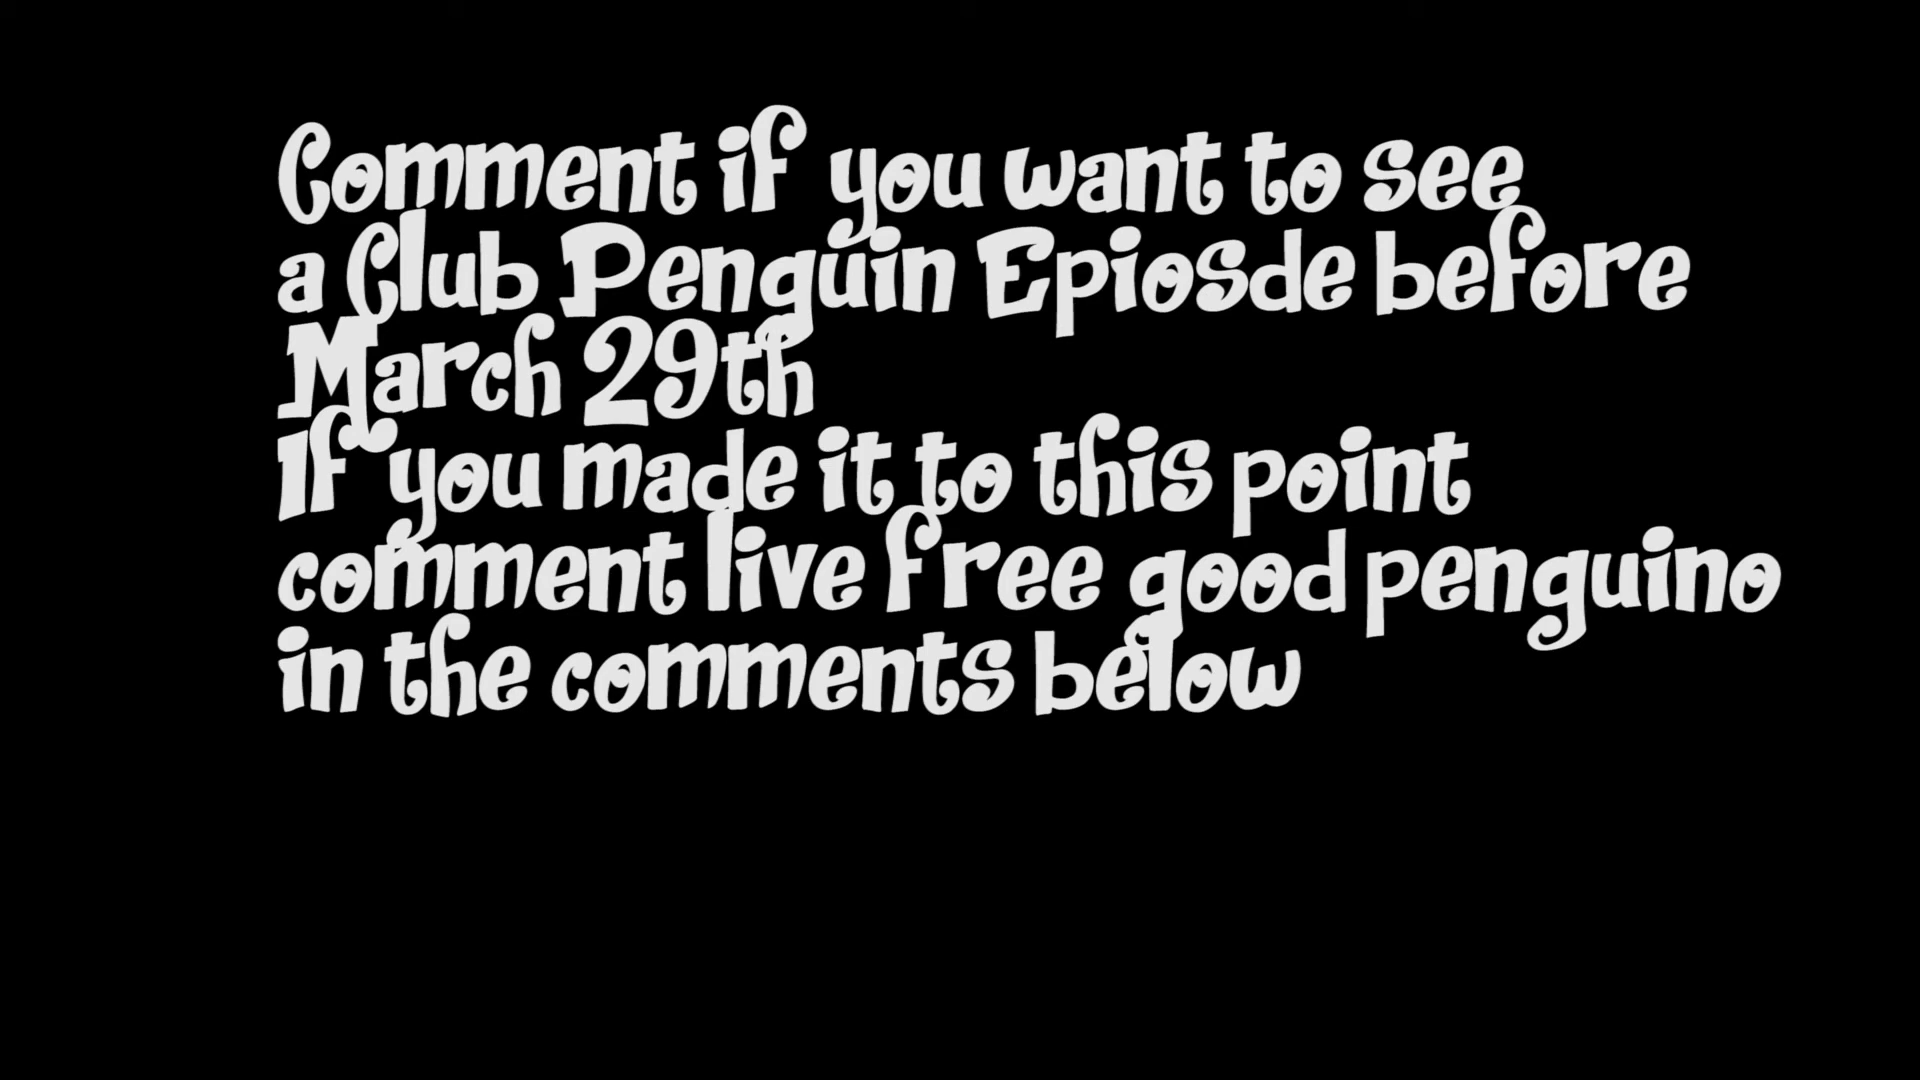 Comment if you want to see
a Club Penguin Epiosde before
March 29th
If you made it to this point
comment live free good penguino
in the comments below